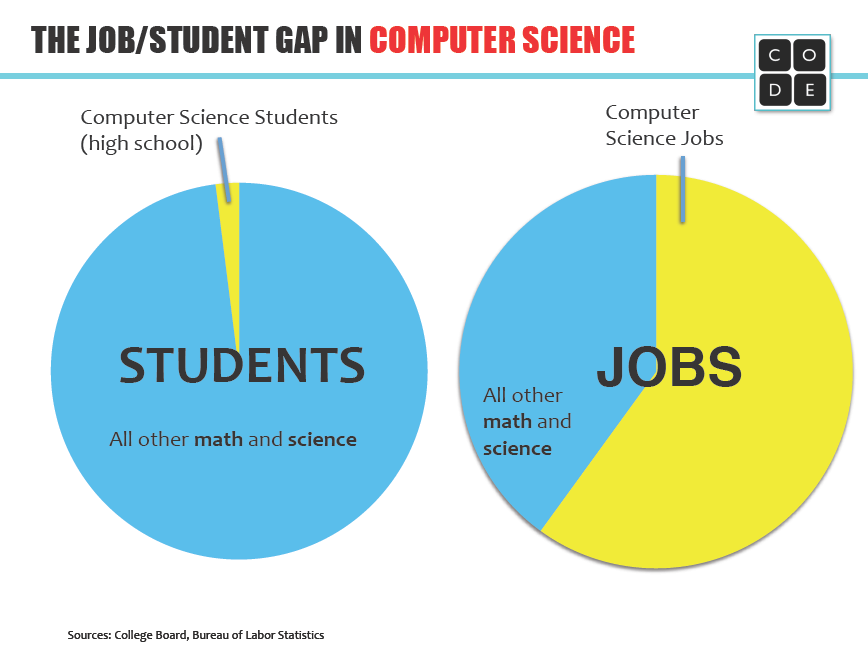 THE JOB/STUDENT GAP IN COMPUTER SCIENCE
C O
D E
Computer Science Students
(high school)
Computer
Science Jobs
STUDENTS
All other math and science
JOBS
All other
math and
science
Sources: College Board, Bureau of Labor Statistics